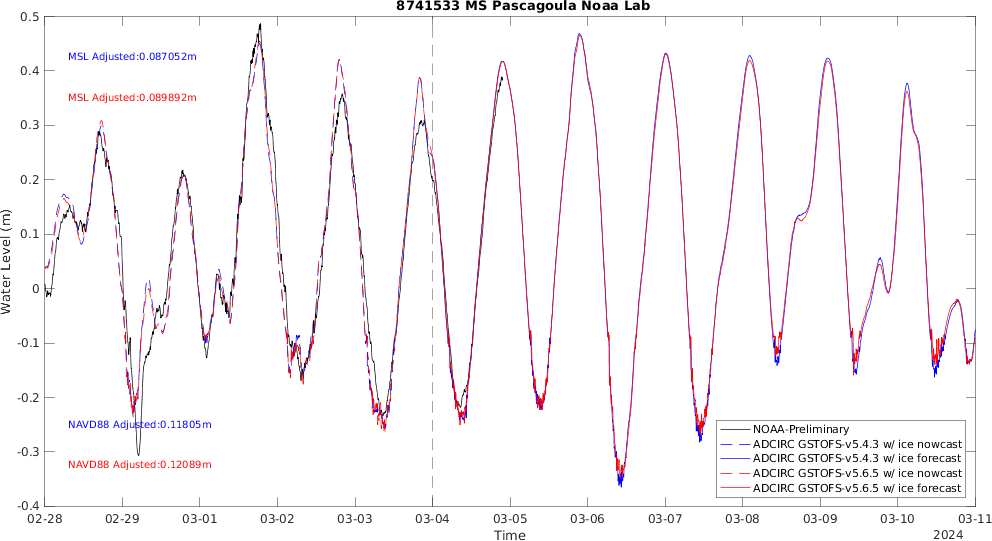 8741533 MS Pascagoula Noaa Lab
0.5
0.4
0.3
0.2
0.1
0
-0.1
-0.2
-0.3
-0.4
Water Level (m)
MSL Adjusted:0.087052m
MSL Adjusted:0.089892m
NAVD88 Adjusted:0.11805m
NAVD88 Adjusted:0.12089m
NOAA-Preliminary
ADCIRC GSTOFS-v5.4.3 w/ ice nowcast
ADCIRC GSTOFS-v5.4.3 w/ ice forecast
ADCIRC GSTOFS-v5.6.5 w/ ice nowcast
ADCIRC GSTOFS-v5.6.5 w/ ice forecast
02-28 02-29 03-01 03-02 03-03 03-04 03-05 03-06 03-07 03-08 03-09 03-10 03-11
Time
2024